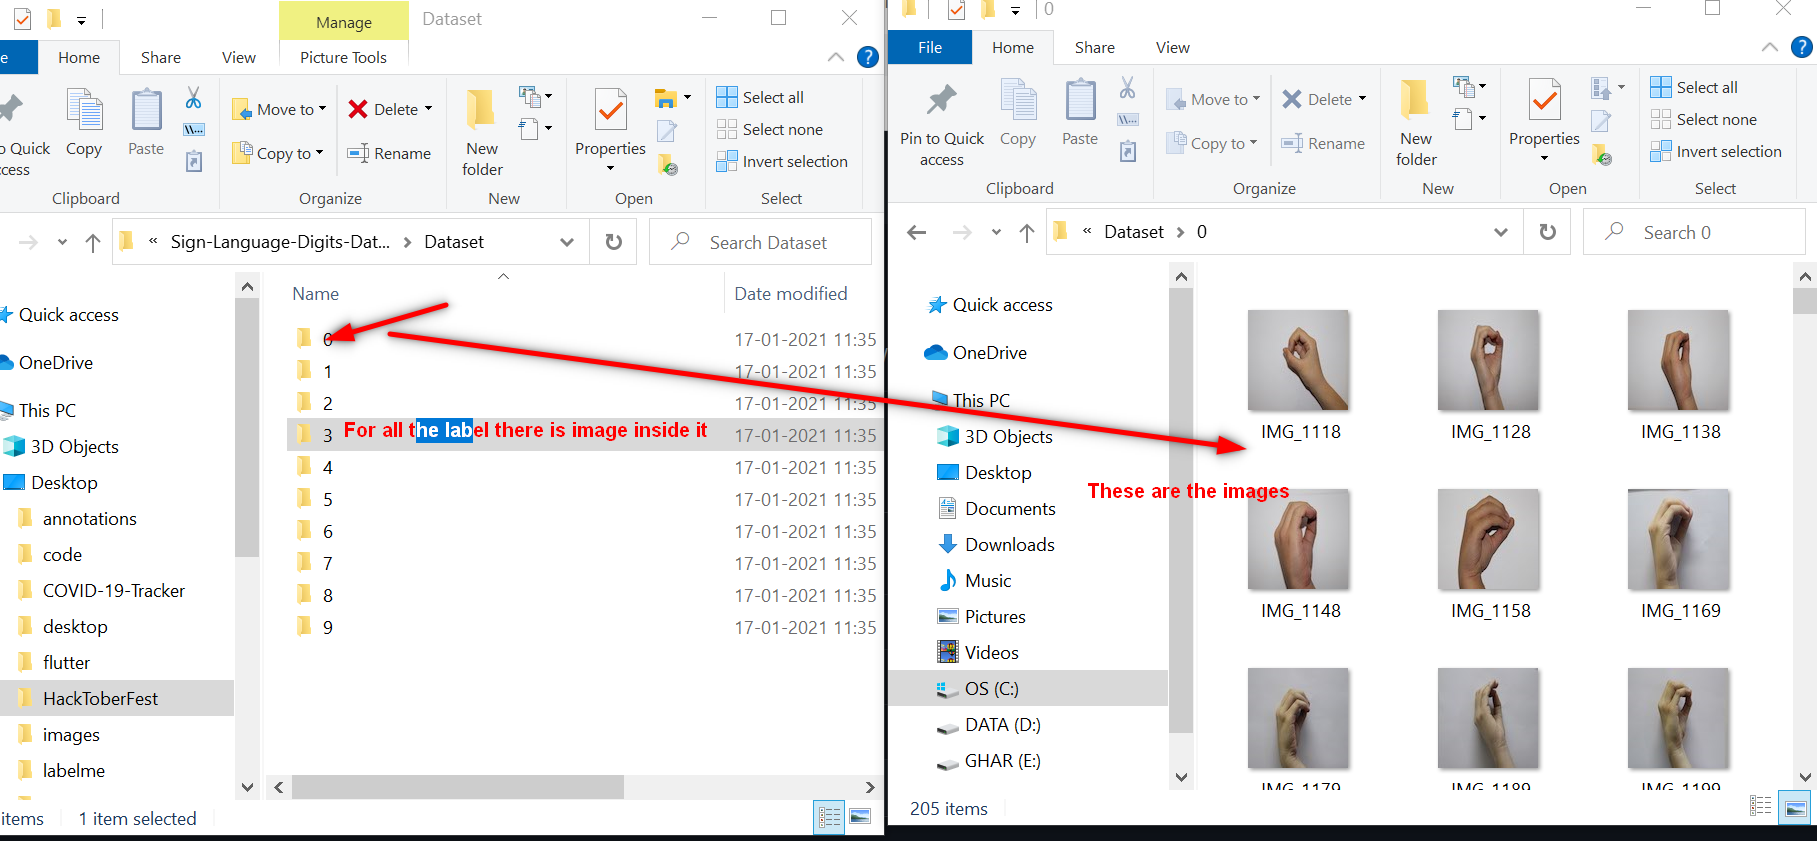 Manage
Dataset
e
Home
Share
View
Picture Tools
o Quick
ccess
Copy
Paste
Move to
Copy to
Delete
Rename
New
folder
Properties
Select all
Select none
Invert selection
Clipboard
Organize
New
Open
Select
« Sign-Language-Digits-Dat... > Dataset
Search Dataset
Name
Date modified
Quick access
OneDrive
This PC
3D Objects
Desktop
annotations
code
COVID-19-Tracker
desktop
flutter
HackToberFest
images
labelme
0 17-01-2021 11:35
1 17-01-2021 11:35
2 17-01-2021 11:35
3 For all the label there is image inside it 17-01-2021 11:35
4 17-01-2021 11:35
5 17-01-2021 11:35
6 17-01-2021 11:35
7 17-01-2021 11:35
8 17-01-2021 11:35
9 17-01-2021 11:35
items
1 item selected
0
File
Home
Share
View
Pin to Quick
access
Copy
Paste
Move to
Copy to
Delete
Rename
New
folder
Properties
Select all
Select none
Invert selection
Clipboard
Organize
New
Open
Select
« Dataset > 0
Search 0
Quick access
OneDrive
This PC
3D Objects
Desktop
Documents
Downloads
Music
Pictures
Videos
OS (C:)
DATA (D:)
GHAR (E:)
IMG_1118
IMG_1128
IMG_1138
These are the images
IMG_1148
IMG_1158
IMG_1169
IMG_1179
IMG_1189
IMG_1199
205 items